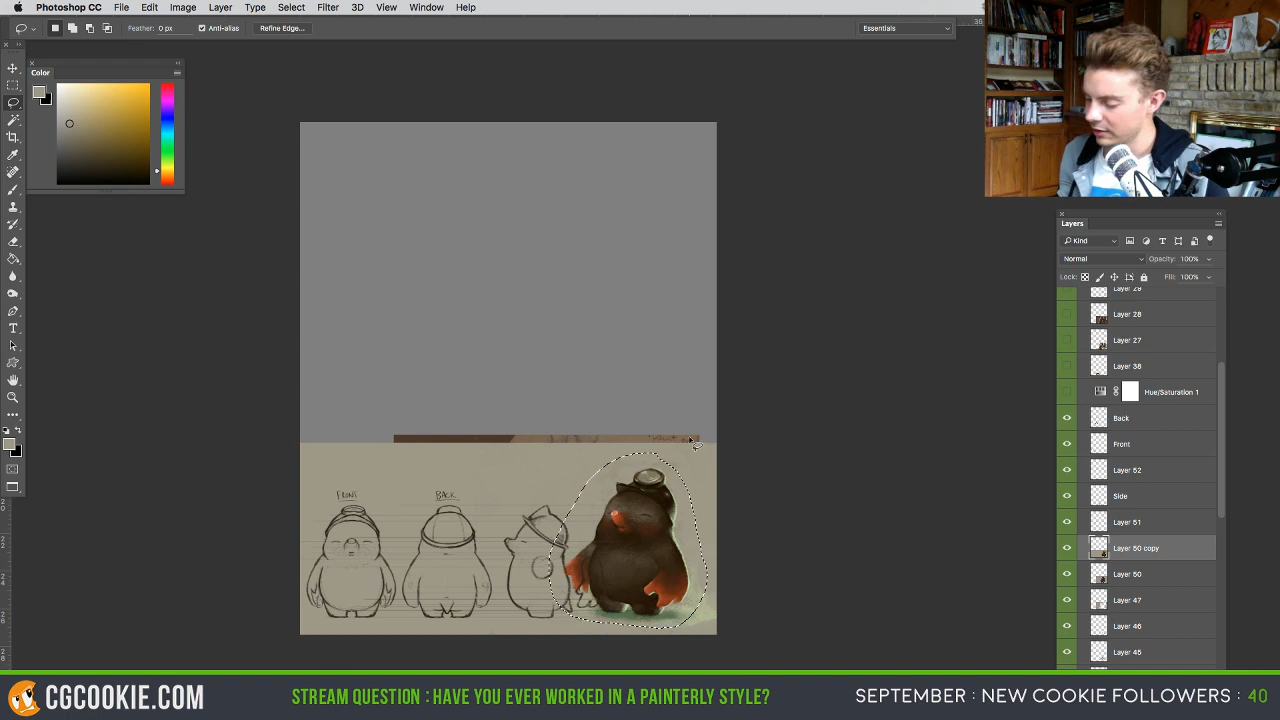 Photoshop CC File Edit Image Layer Type Select Filter 3D View Window Help
Feather: 0 px Anti-alias Refine Edge... Essentials
36
Color
Layers
Kind
Normal Opacity: 100%
Lock: Fill: 100%
Layer 29
Layer 28
Layer 27
Layer 38
Hue/Saturation 1
Back
Front
Layer 52
Side
Layer 51
Layer 50 copy
Layer 50
Layer 47
Layer 46
Layer 45
FRONT
BACK
CGCOOKIE.COM
STREAM QUESTION : HAVE YOU EVER WORKED IN A PAINTERLY STYLE?
SEPTEMBER : NEW COOKIE FOLLOWERS : 40